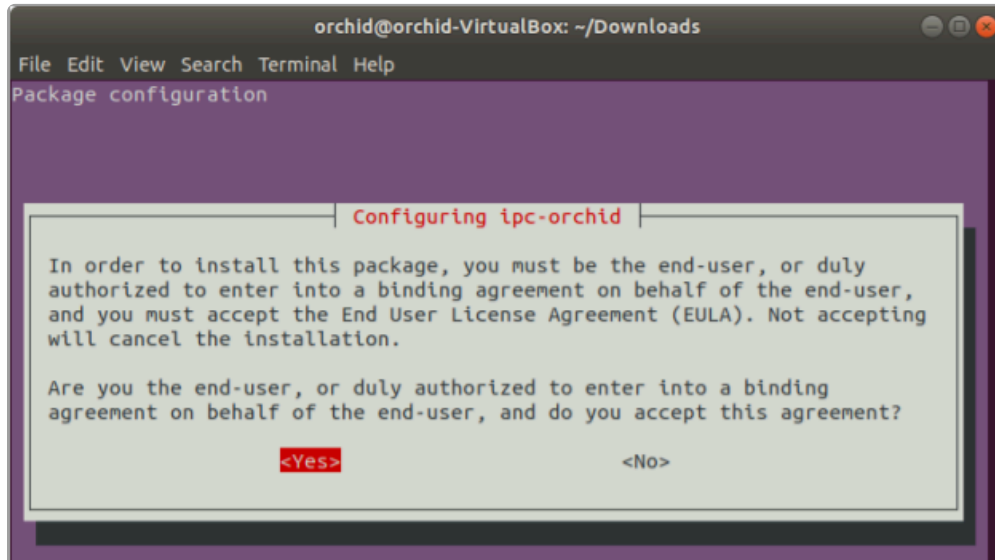 orchid@orchid-VirtualBox: ~/Downloads
File Edit View Search Terminal Help
Package configuration
Configuring ipc-orchid
In order to install this package, you must be the end-user, or duly
authorized to enter into a binding agreement on behalf of the end-user,
and you must accept the End User License Agreement (EULA). Not accepting
will cancel the installation.
Are you the end-user, or duly authorized to enter into a binding
agreement on behalf of the end-user, and do you accept this agreement?
<Yes> <No>